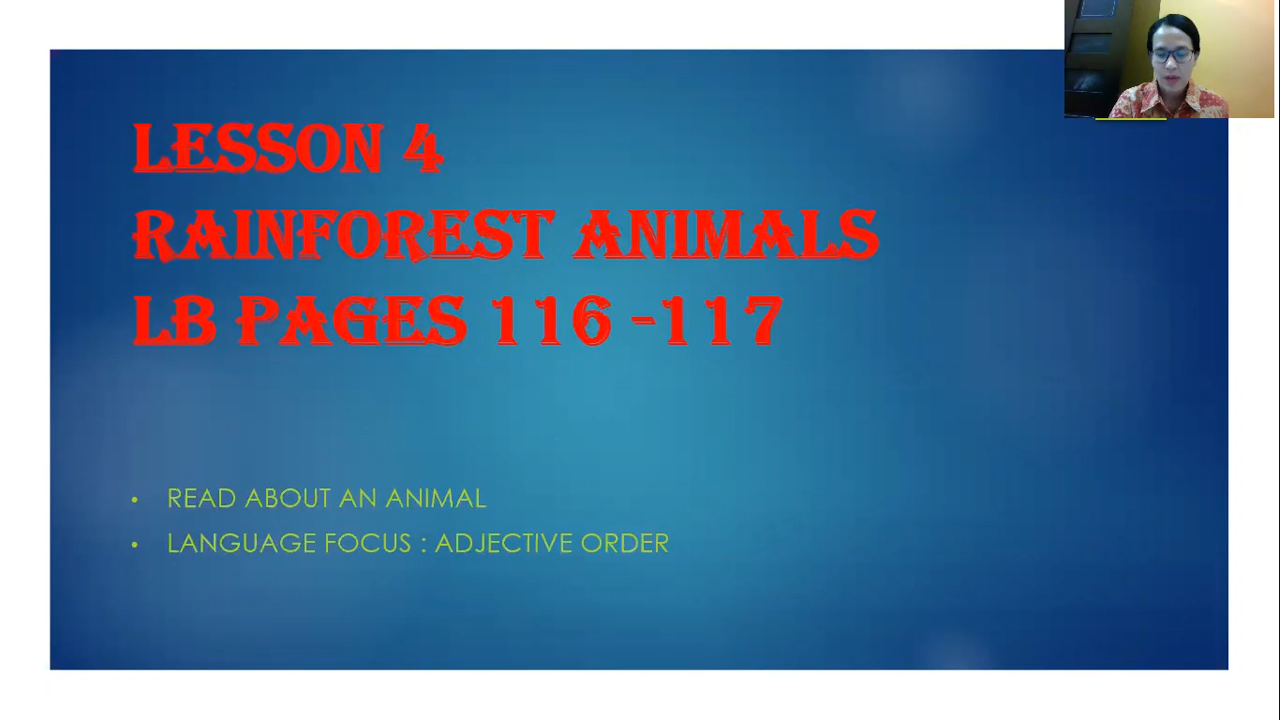 LESSON 4
RAINFOREST ANIMALS
LB PAGES 116 -117
• READ ABOUT AN ANIMAL
• LANGUAGE FOCUS : ADJECTIVE ORDER